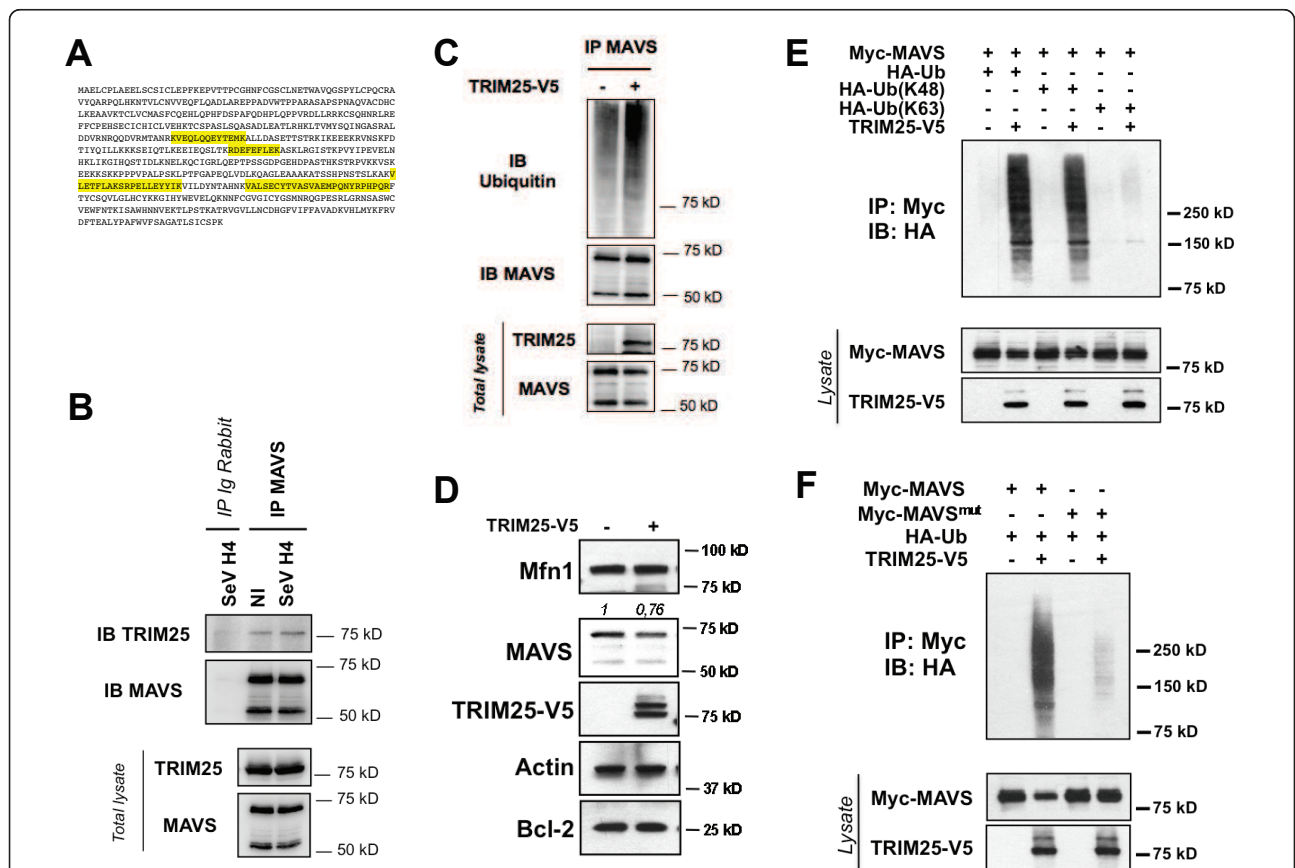 A
MAELCPLAEELSCSICLEPFKEPVTTPCGHNFCGSCLNETWAVQGSPYLCPQCRA
VYQARPQLHKNTVLCNVVEQFLQADLAREPPADVWTPPARASAPSPNAQVACDHC
LKEAAVKTCLVCMASFCQEHLQPHFDSPAFQDHPLQPPVRDLLRRKCSQHNRLRE
FFCPEHSECICHICLVEHKTCSPASLSQASADLEATLRHKLTVMYSQINGASRAL
DDVRNRQQDVRMTANRKVEQLQQEYTEMKALLDASETTSTRKIKEEEKRVNSKFD
TIYQILLKKKSEIQTLKEEIEQSLTKRDEFEFLEKASKLRGISTKPVYIPEVELN
HKLIKGIHQSTIDLKNELKQCIGRLQEPTPSSGDPGEHDPASTHKSTRPVKKVSK
EEKKSKKPPPVPALPSKLPTFGAPEQLVDLKQAGLEAAAKATSSHPNSTSLKAKV
LETFLAKSRPELLEYYIKVILDYNTAHNKVALSECYTVASVAEMPQNYRPHPQRF
TYCSQVLGLHCYKKGIHYWEVELQKNNFCGVGICYGSMNRQGPESRLGRNSASWC
VEWFNTKISAWHNNVEKTLPSTKATRVGVLLNCDHGFVIFFAVADKVHLMYKFRV
DFTEALYPAFWVFSAGATLSICSPK
B
IP Ig Rabbit
IP MAVS
SeV H4
NI
SeV H4
IB TRIM25
75 kD
IB MAVS
75 kD
50 kD
Total lysate
TRIM25
75 kD
MAVS
75 kD
50 kD
C
IP MAVS
TRIM25-V5 - +
IB
Ubiquitin
75 kD
IB MAVS
75 kD
50 kD
Total lysate
TRIM25
75 kD
MAVS
75 kD
50 kD
D
TRIM25-V5 - +
Mfn1
100 kD
75 kD
1 0,76
MAVS
75 kD
50 kD
TRIM25-V5
75 kD
Actin
37 kD
Bcl-2
25 kD
E
Myc-MAVS + + + + + +
HA-Ub + + - - - -
HA-Ub(K48) - - + + - -
HA-Ub(K63) - - - - + +
TRIM25-V5 - + - + - +
IP: Myc
IB: HA
250 kD
150 kD
75 kD
Lysate
Myc-MAVS
75 kD
TRIM25-V5
75 kD
F
Myc-MAVS + + - -
Myc-MAVSmut - - + +
HA-Ub + + + +
TRIM25-V5 - + - +
IP: Myc
IB: HA
250 kD
150 kD
75 kD
Lysate
Myc-MAVS
75 kD
TRIM25-V5
75 kD